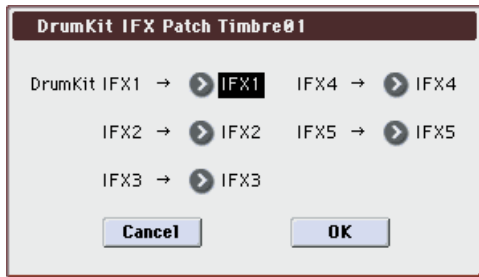 DrumKit IFX Patch Timbre01
DrumKit IFX1 → IFX1 IFX4 → IFX4
IFX2 → IFX2 IFX5 → IFX5
IFX3 → IFX3
Cancel OK